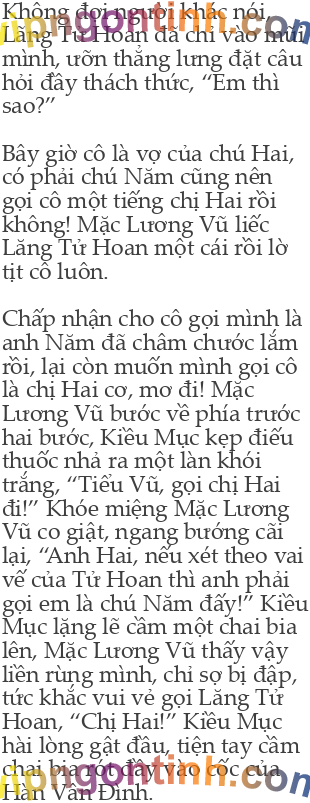 Không đợi người khác nói,
Lăng Tử Hoan đã chỉ vào mũi
mình, ưỡn thẳng lưng đặt câu
hỏi đầy thách thức, “Em thì
sao?”
Bây giờ cô là vợ của chú Hai,
có phải chú Năm cũng nên
gọi cô một tiếng chị Hai rồi
không! Mặc Lương Vũ liếc
Lăng Tử Hoan một cái rồi lờ
tịt cô luôn.
Chấp nhận cho cô gọi mình là
anh Năm đã châm chước lắm
rồi, lại còn muốn mình gọi cô
là chị Hai cơ, mơ đi! Mặc
Lương Vũ bước về phía trước
hai bước, Kiều Mục kẹp điếu
thuốc nhả ra một làn khói
trắng, “Tiểu Vũ, gọi chị Hai
đi!” Khóe miệng Mặc Lương
Vũ co giật, ngang bướng cãi
lại, “Anh Hai, nếu xét theo vai
vế của Tử Hoan thì anh phải
gọi em là chú Năm đấy!” Kiều
Mục lặng lẽ cầm một chai bia
lên, Mặc Lương Vũ thấy vậy
liền rùng mình, chỉ sợ bị đập,
tức khắc vui vẻ gọi Lăng Tử
Hoan, “Chị Hai!” Kiều Mục
hài lòng gật đầu, tiện tay cầm
chai bia rót đầy vào cốc của
Hàn Vân Đình.